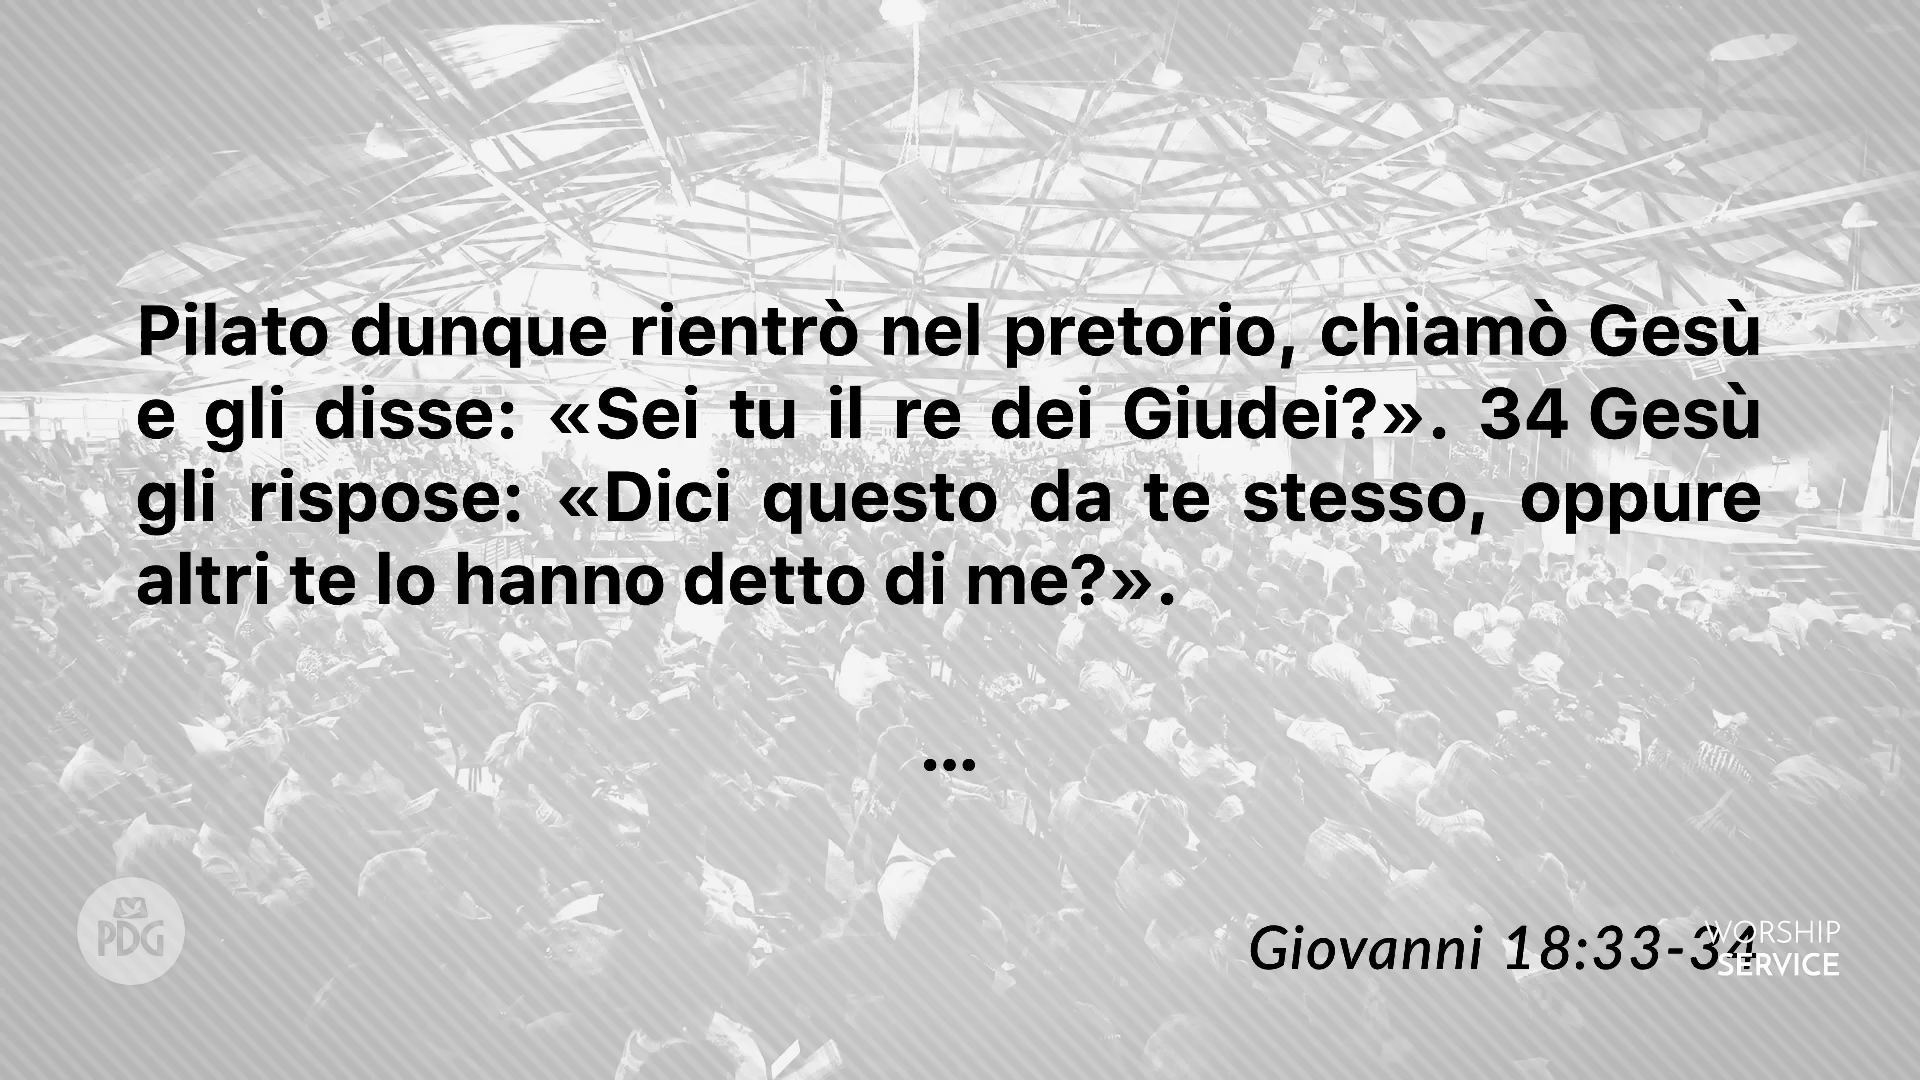 Pilato dunque rientrò nel pretorio, chiamò Gesù
e gli disse: «Sei tu il re dei Giudei?». 34 Gesù
gli rispose: «Dici questo da te stesso, oppure
altri te lo hanno detto di me?».
...
PDG
Giovanni 18:33-34
WORSHIP
SERVICE